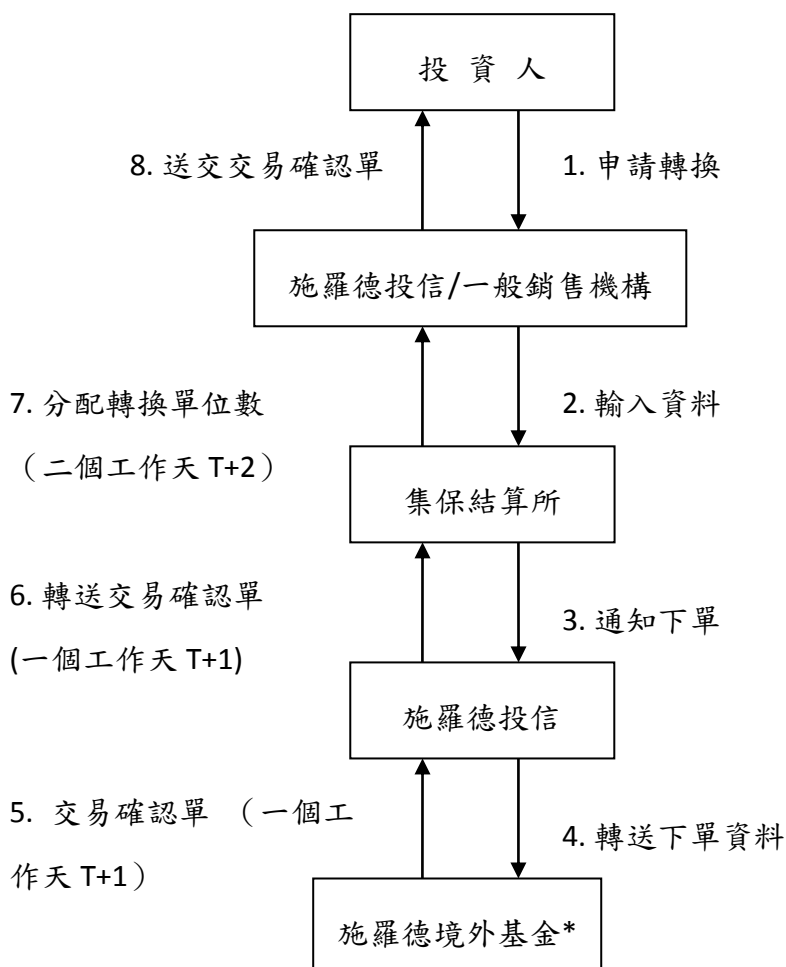 投 資 人
8. 送交交易確認單
1. 申請轉換
施羅德投信/一般銷售機構
7. 分配轉換單位數
（二個工作天 T+2）
2. 輸入資料
集保結算所
6. 轉送交易確認單
(一個工作天 T+1)
3. 通知下單
施羅德投信
5. 交易確認單 （一個工
作天 T+1）
4. 轉送下單資料
施羅德境外基金*